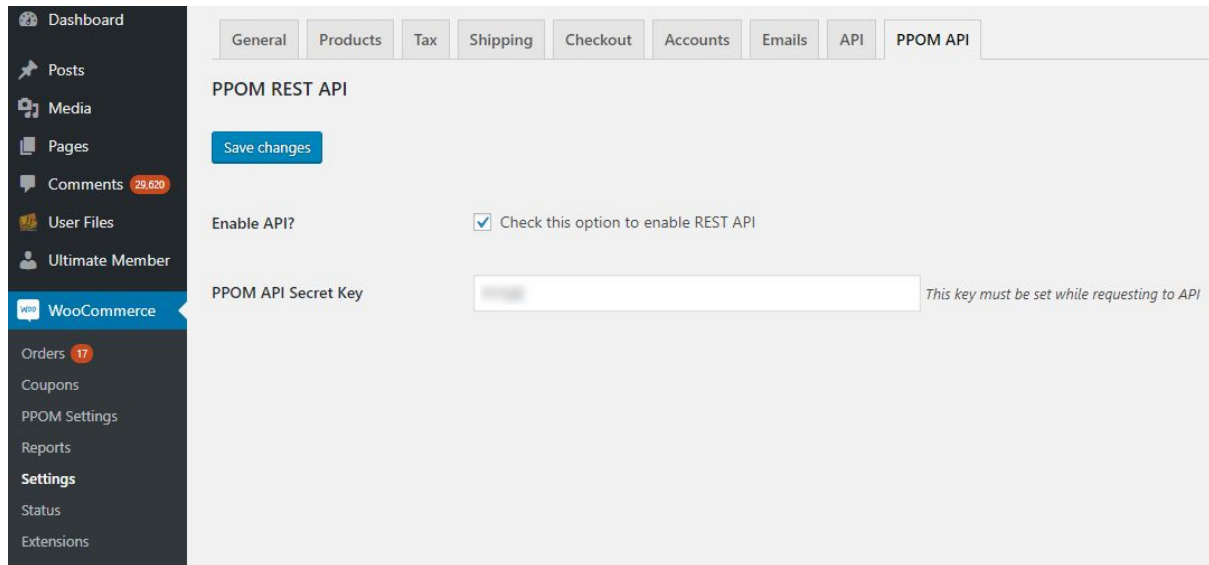 Dashboard
Posts
Media
Pages
Comments 29,620
User Files
Ultimate Member
WOO WooCommerce
Orders 17
Coupons
PPOM Settings
Reports
Settings
Status
Extensions
General Products Tax Shipping Checkout Accounts Emails API PPOM API
PPOM REST API
Save changes
Enable API? Check this option to enable REST API
PPOM API Secret Key This key must be set while requesting to API